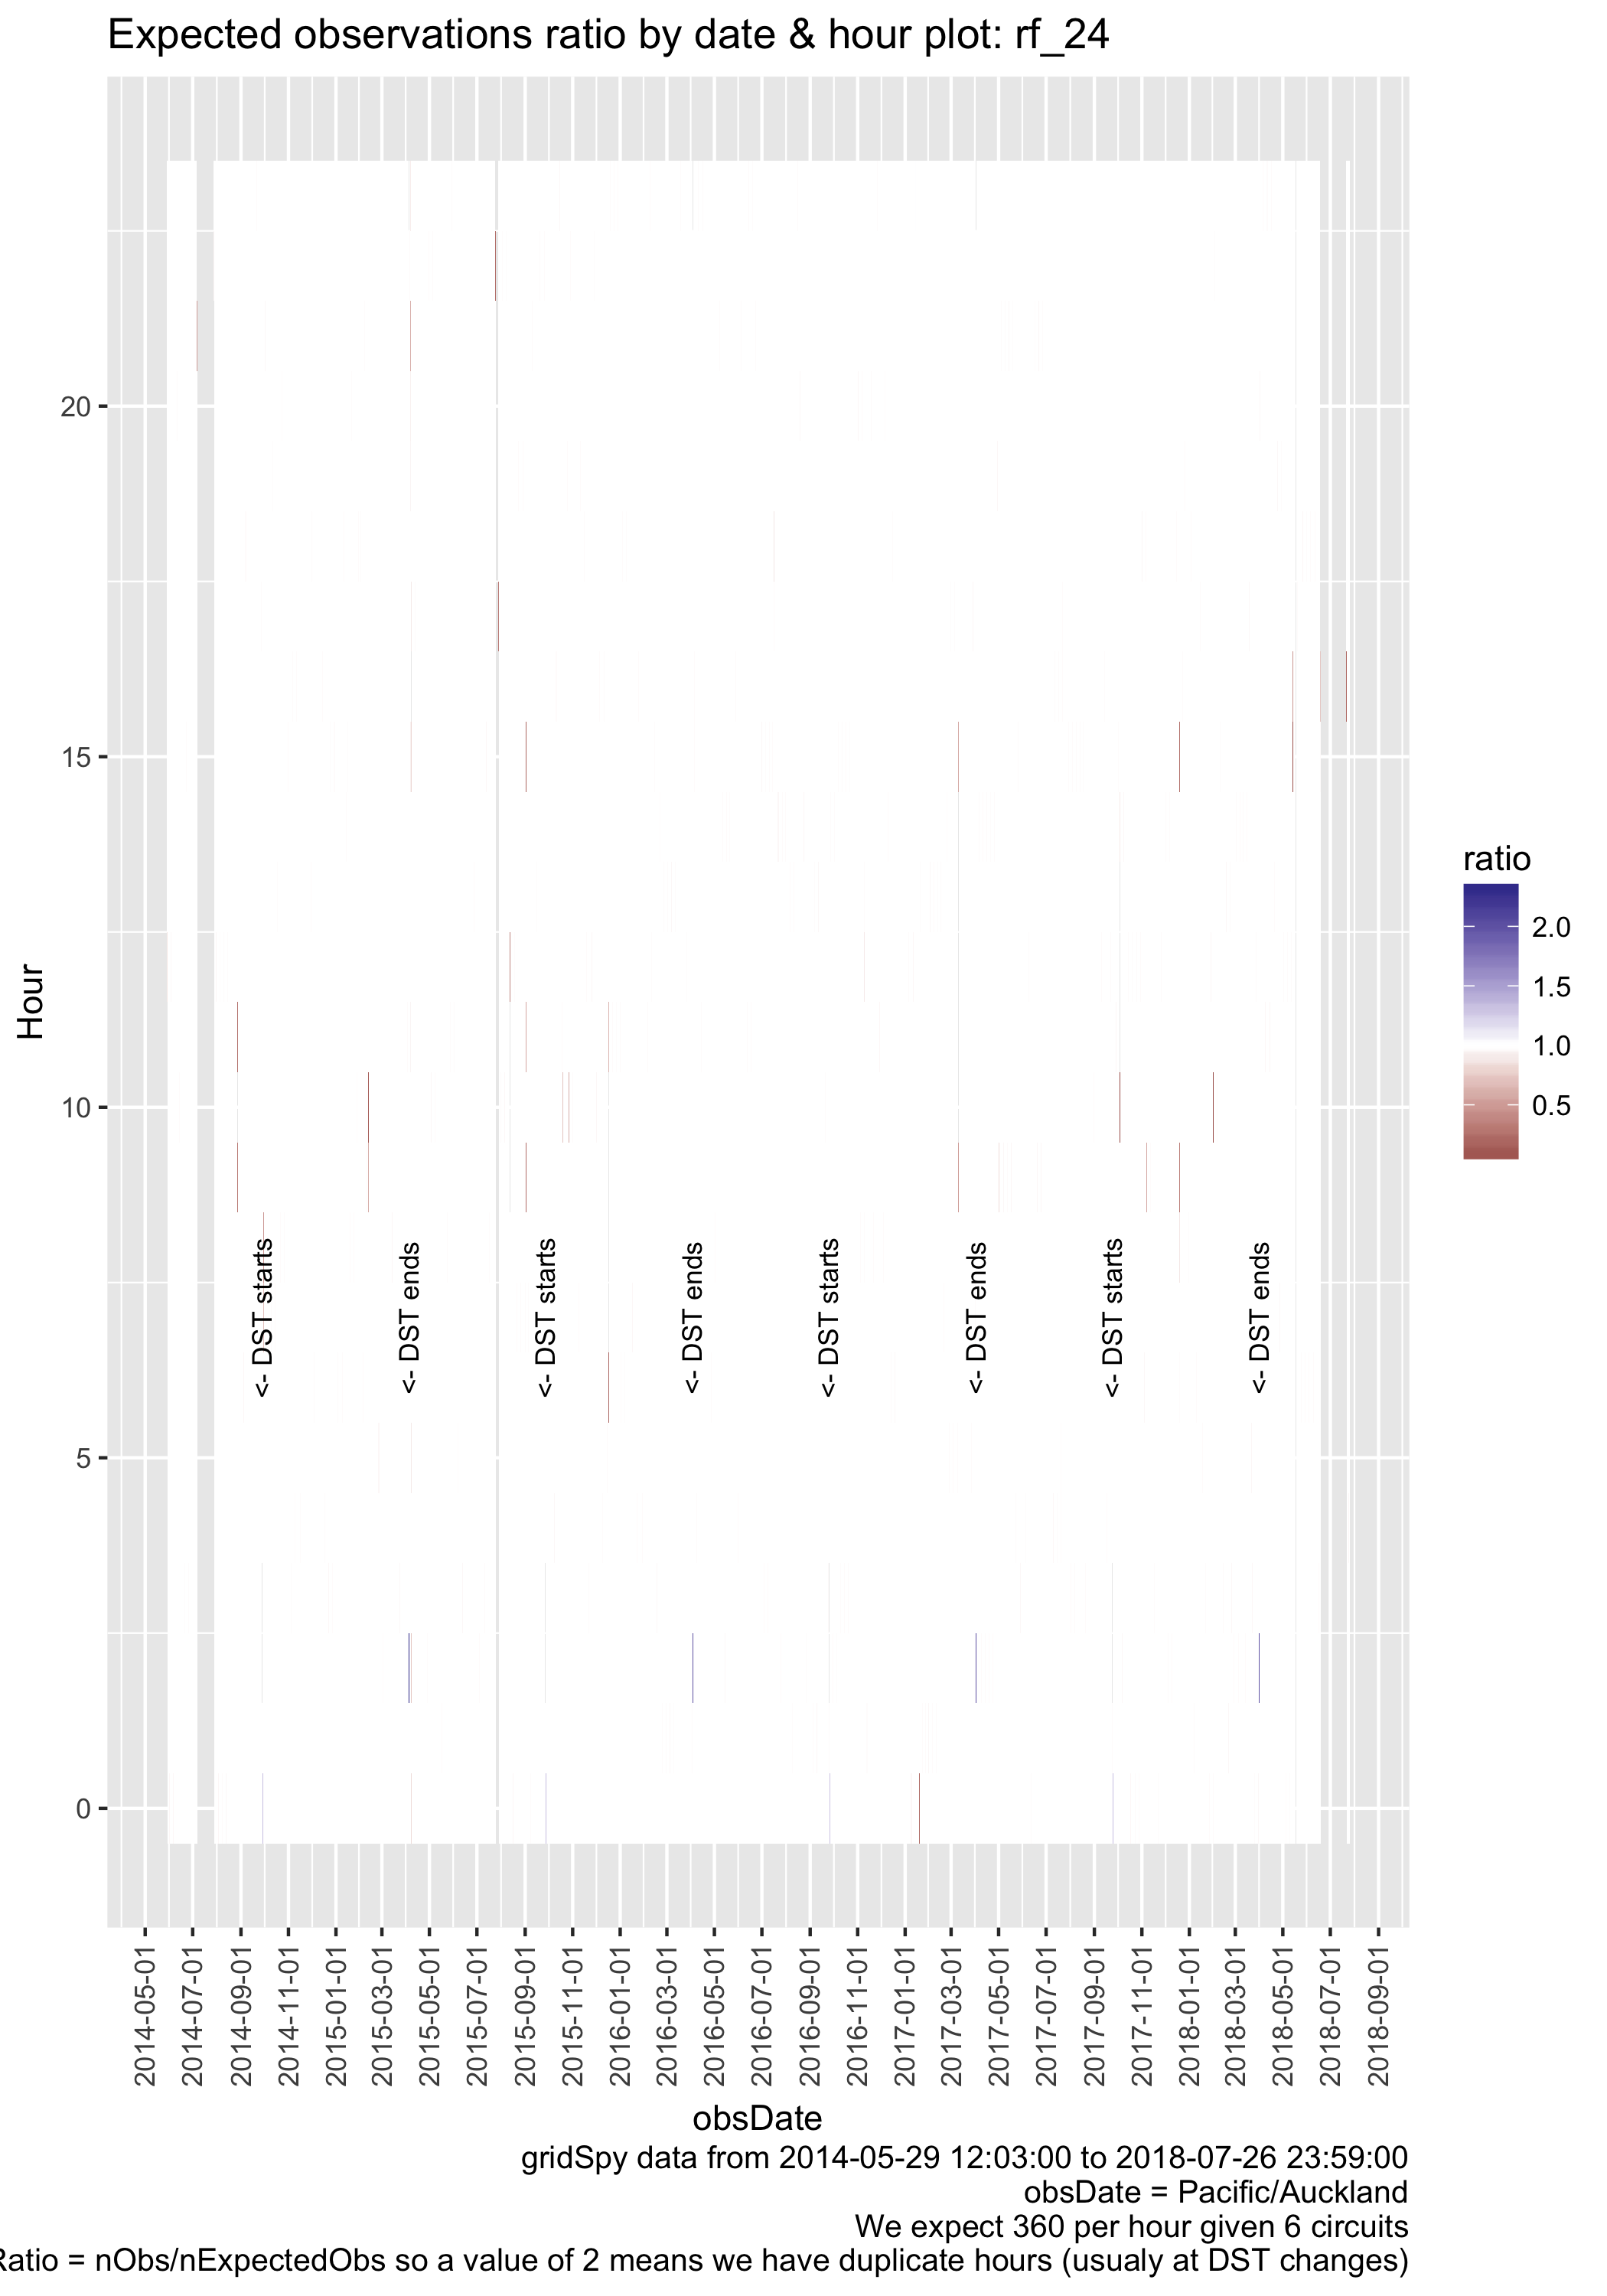 Expected observations ratio by date & hour plot: rf_24
Hour
20
15
10
5
0
<- DST starts
<- DST ends
<- DST starts
<- DST ends
<- DST starts
<- DST ends
<- DST starts
<- DST ends
ratio
2.0
1.5
1.0
0.5
2014-05-01
2014-07-01
2014-09-01
2014-11-01
2015-01-01
2015-03-01
2015-05-01
2015-07-01
2015-09-01
2015-11-01
2016-01-01
2016-03-01
2016-05-01
2016-07-01
2016-09-01
2016-11-01
2017-01-01
2017-03-01
2017-05-01
2017-07-01
2017-09-01
2017-11-01
2018-01-01
2018-03-01
2018-05-01
2018-07-01
2018-09-01
obsDate
gridSpy data from 2014-05-29 12:03:00 to 2018-07-26 23:59:00
obsDate = Pacific/Auckland
We expect 360 per hour given 6 circuits
Ratio = nObs/nExpectedObs so a value of 2 means we have duplicate hours (usualy at DST changes)